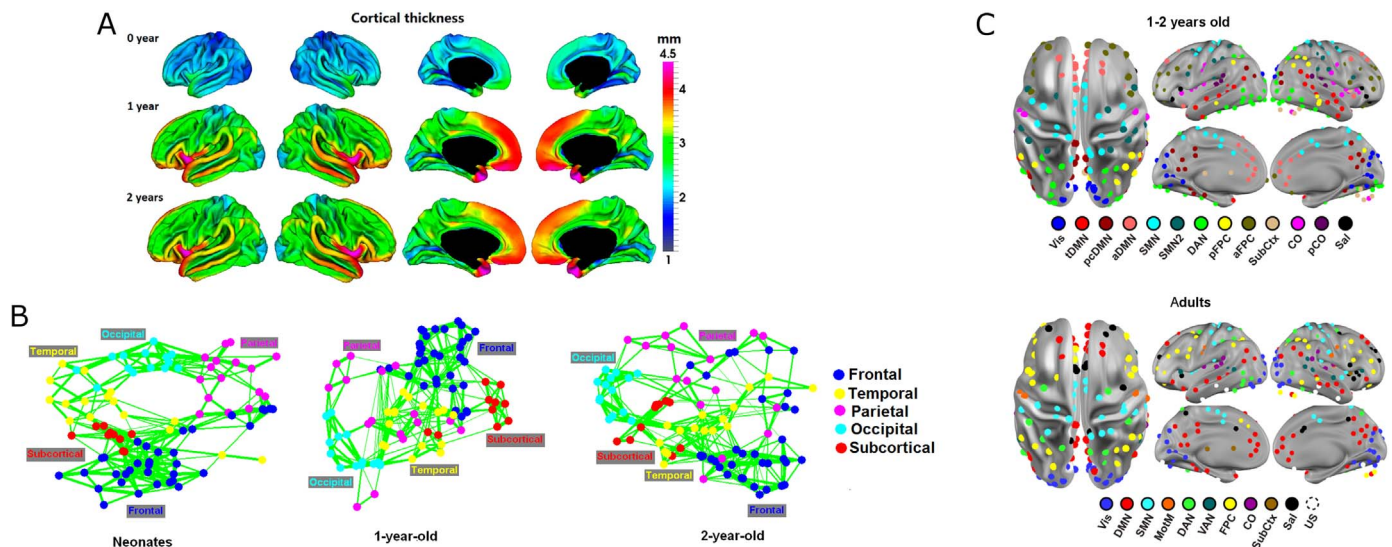 A
Cortical thickness
0 year
1 year
2 years
mm
4.5
4
3
2
1
B
Occipital
Temporal
Parietal
Subcortical
Frontal
Neonates
Parietal
Frontal
Subcortical
Temporal
Occipital
1-year-old
Parietal
Occipital
Subcortical
Temporal
Frontal
2-year-old
Frontal
Temporal
Parietal
Occipital
Subcortical
C
1-2 years old
Vis
tDMN
pcDMN
aDMN
SMN
SMN2
DAN
pFPC
aFPC
SubCtx
CO
pCO
Sal
Adults
Vis
DMN
SMN
MotM
DAN
VAN
FPC
CO
SubCtx
Sal
US